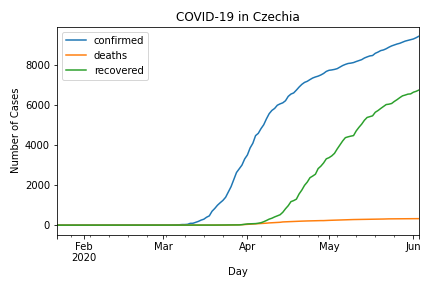 COVID-19 in Czechia
confirmed
deaths
recovered
Number of Cases
8000
6000
4000
2000
0
Feb
2020
Mar
Apr
May
Jun
Day